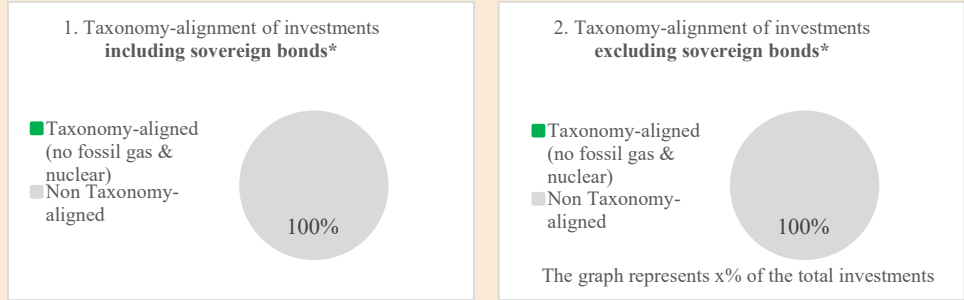 1. Taxonomy-alignment of investments
including sovereign bonds*
Taxonomy-aligned
(no fossil gas &
nuclear)
Non Taxonomy-
aligned
100%
2. Taxonomy-alignment of investments
excluding sovereign bonds*
Taxonomy-aligned
(no fossil gas &
nuclear)
Non Taxonomy-
aligned
100%
The graph represents x% of the total investments